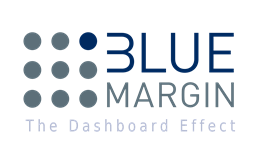 BLUE
MARGIN
The Dashboard Effect